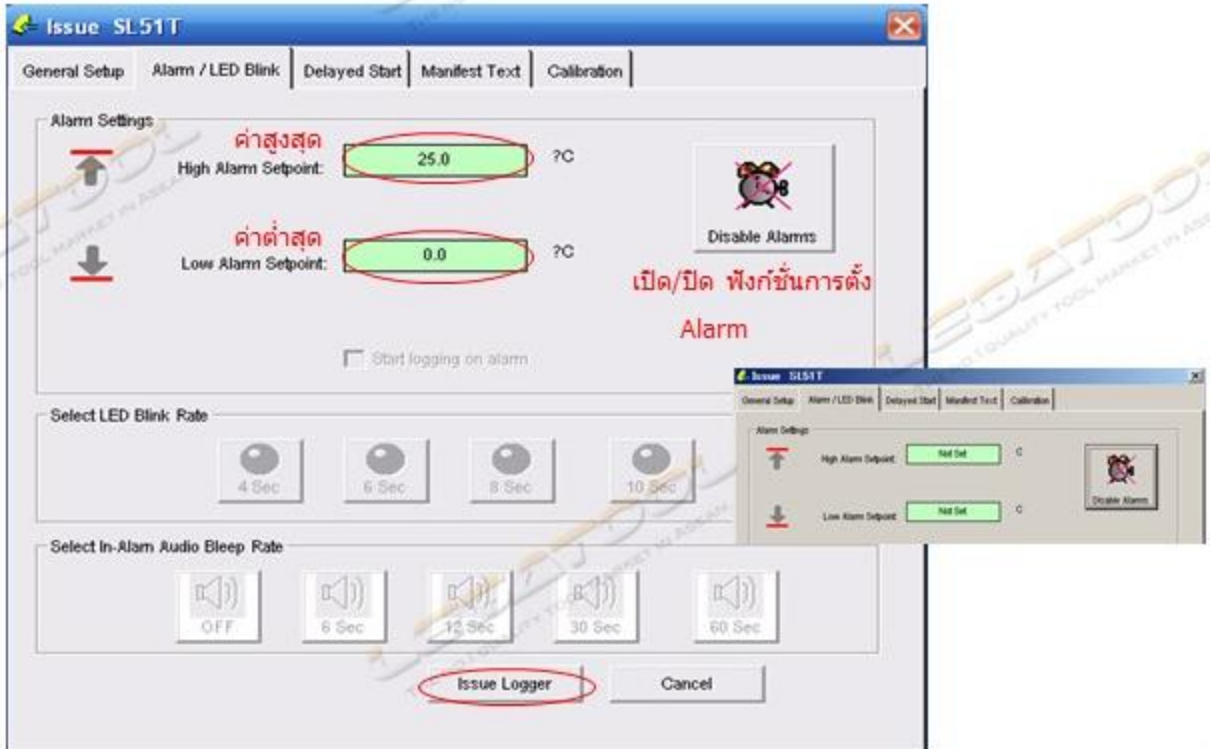 Issue SL51T
General Setup Alarm / LED Blink Delayed Start Manifest Text Calibration
Alarm Settings
ค่าสูงสุด
High Alarm Setpoint: 25.0 ?C
ค่าต่ำสุด
Low Alarm Setpoint: 0.0 ?C
Disable Alarms
เปิด/ปิด ฟังก์ชั่นการตั้ง
Alarm
Start logging on alarm
Select LED Blink Rate
4 Sec 6 Sec 8 Sec 10 Sec
Select In-Alarm Audio Bleep Rate
OFF 6 Sec 12 Sec 30 Sec 60 Sec
Issue Logger Cancel
Issue SL51T
General Setup Alarm / LED Blink Delayed Start Manifest Text Calibration
Alarm Settings
High Alarm Setpoint: Not Set C
Low Alarm Setpoint: Not Set C
Disable Alarms
LEGATOOL